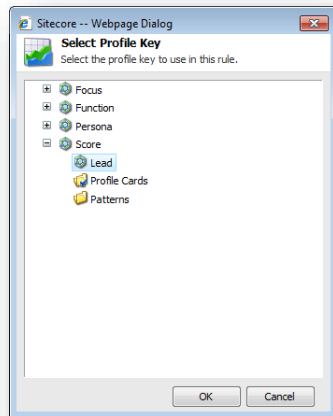 Sitecore -- Webpage Dialog
Select Profile Key
Select the profile key to use in this rule.
Focus
Function
Persona
Score
Lead
Profile Cards
Patterns
OK
Cancel